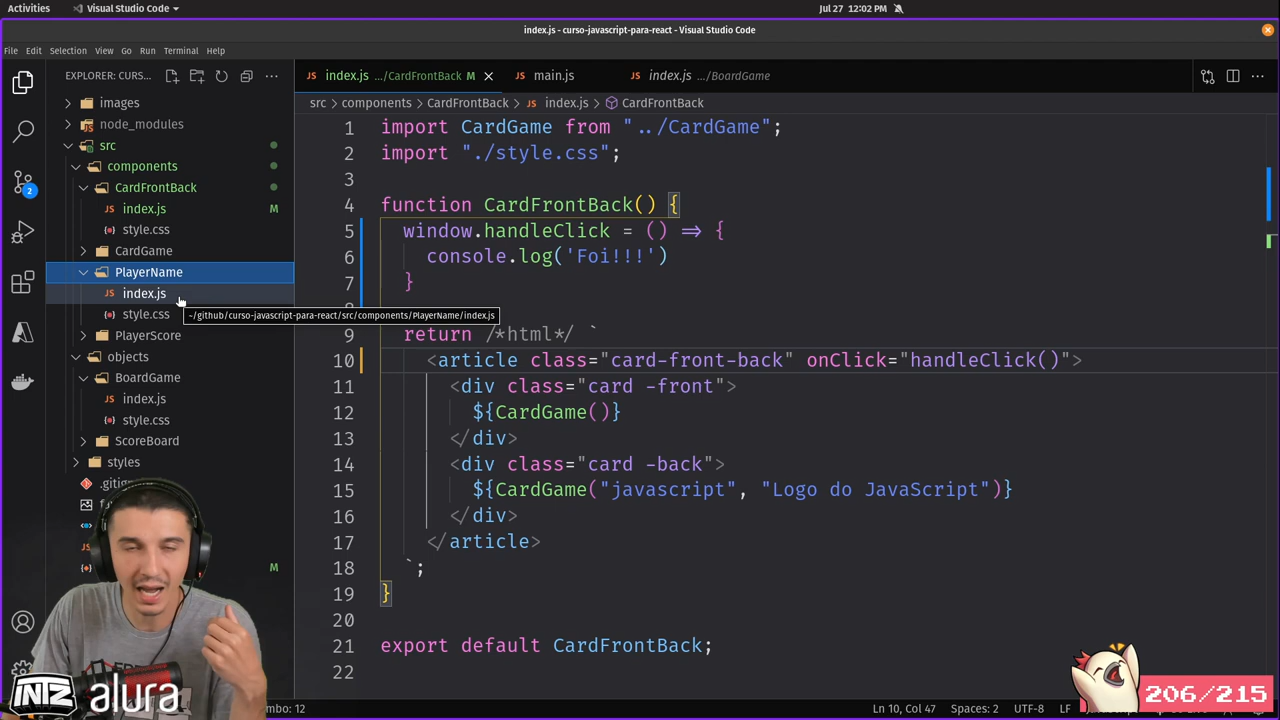 Activities
Visual Studio Code
Jul 27 12:02 PM
index.js - curso-javascript-para-react - Visual Studio Code
File Edit Selection View Go Run Terminal Help
EXPLORER: CURS...
images
node_modules
src
components
CardFrontBack
index.js M
style.css
CardGame
PlayerName
index.js
style.css
PlayerScore
objects
BoardGame
index.js
style.css
ScoreBoard
styles
M
2
~/github/curso-javascript-para-react/src/components/PlayerName/index.js
JS index.js .../CardFrontBack M
JS main.js
JS index.js .../BoardGame
src > components > CardFrontBack > JS index.js > CardFrontBack
1 import CardGame from "../CardGame";
2 import "./style.css";
3
4 function CardFrontBack() {
5 window.handleClick = () => {
6 console.log('Foi!!!')
7 }
9 return /*html*/ `
10 <article class="card-front-back" onClick="handleClick()">
11 <div class="card -front">
12 ${CardGame()}
13 </div>
14 <div class="card -back">
15 ${CardGame("javascript", "Logo do JavaScript")}
16 </div>
17 </article>
18 `;
19 }
20
21 export default CardFrontBack;
22
alura
206/215
Ln 10, Col 47 Spaces: 2 UTF-8 LF